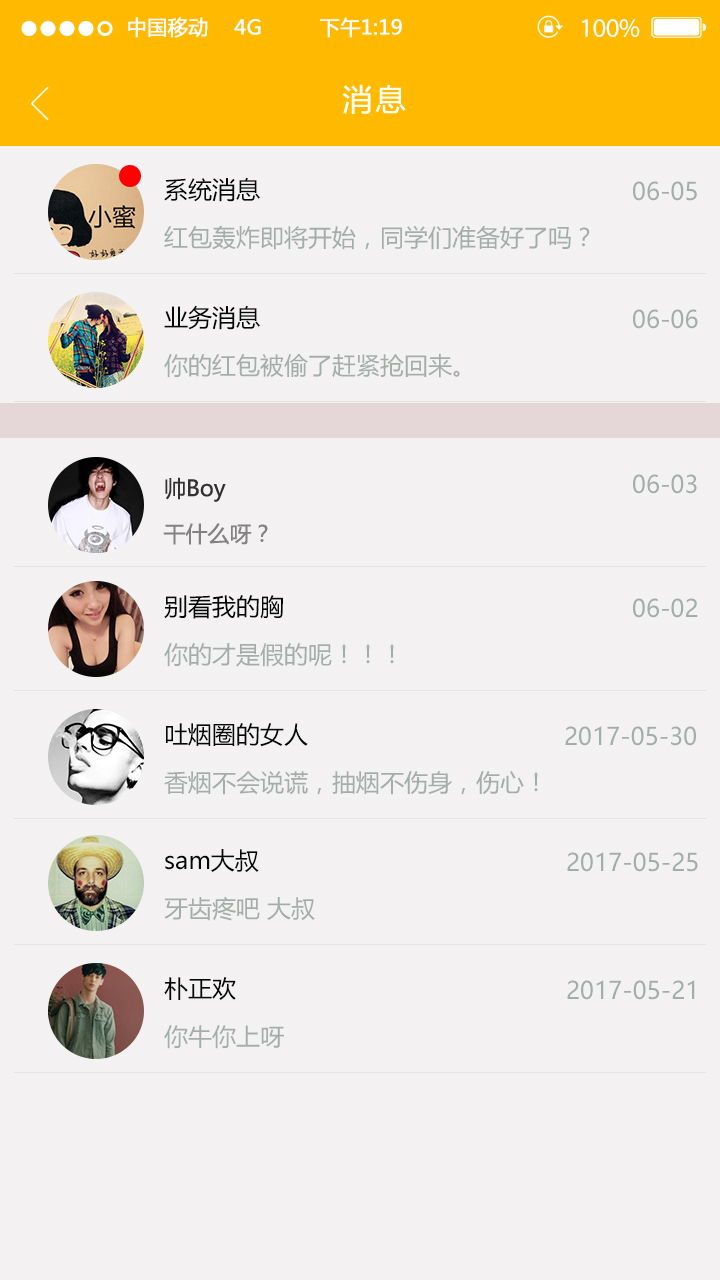 中国移动 4G 下午1:19 100%
消息
小蜜
系统消息 06-05
红包轰炸即将开始，同学们准备好了吗？
业务消息 06-06
你的红包被偷了赶紧抢回来。
帅Boy 06-03
干什么呀？
别看我的胸 06-02
你的才是假的呢！！！
吐烟圈的女人 2017-05-30
香烟不会说谎，抽烟不伤身，伤心！
sam大叔 2017-05-25
牙齿疼吧 大叔
朴正欢 2017-05-21
你牛你上呀